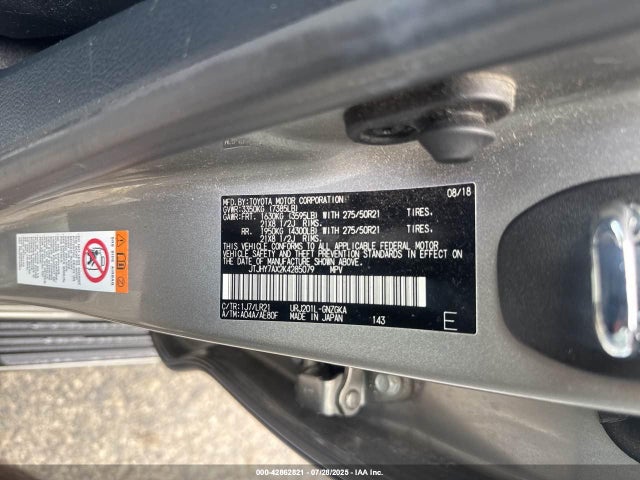 MFD.BY:TOYOTA MOTOR CORPORATION 08/18
GVWR:3350KG (7385LB)
GAWR:FRT. 1630KG (3595LB) WITH 275/50R21 TIRES.
21X8 1/2J RIMS.
RR. 1950KG (4300LB) WITH 275/50R21 TIRES.
21X8 1/2J RIMS.
THIS VEHICLE CONFORMS TO ALL APPLICABLE FEDERAL MOTOR
VEHICLE SAFETY AND THEFT PREVENTION STANDARDS IN EFFECT ON THE
DATE OF MANUFACTURE SHOWN ABOVE.
JTJHY7AX2K4285079 MPV
C/TR:1J7/LR21 URJ201L-GNZGKA
A/TM:A04A/AE80F MADE IN JAPAN 143 E
000-42862821 - 07/28/2025 - IAA Inc.